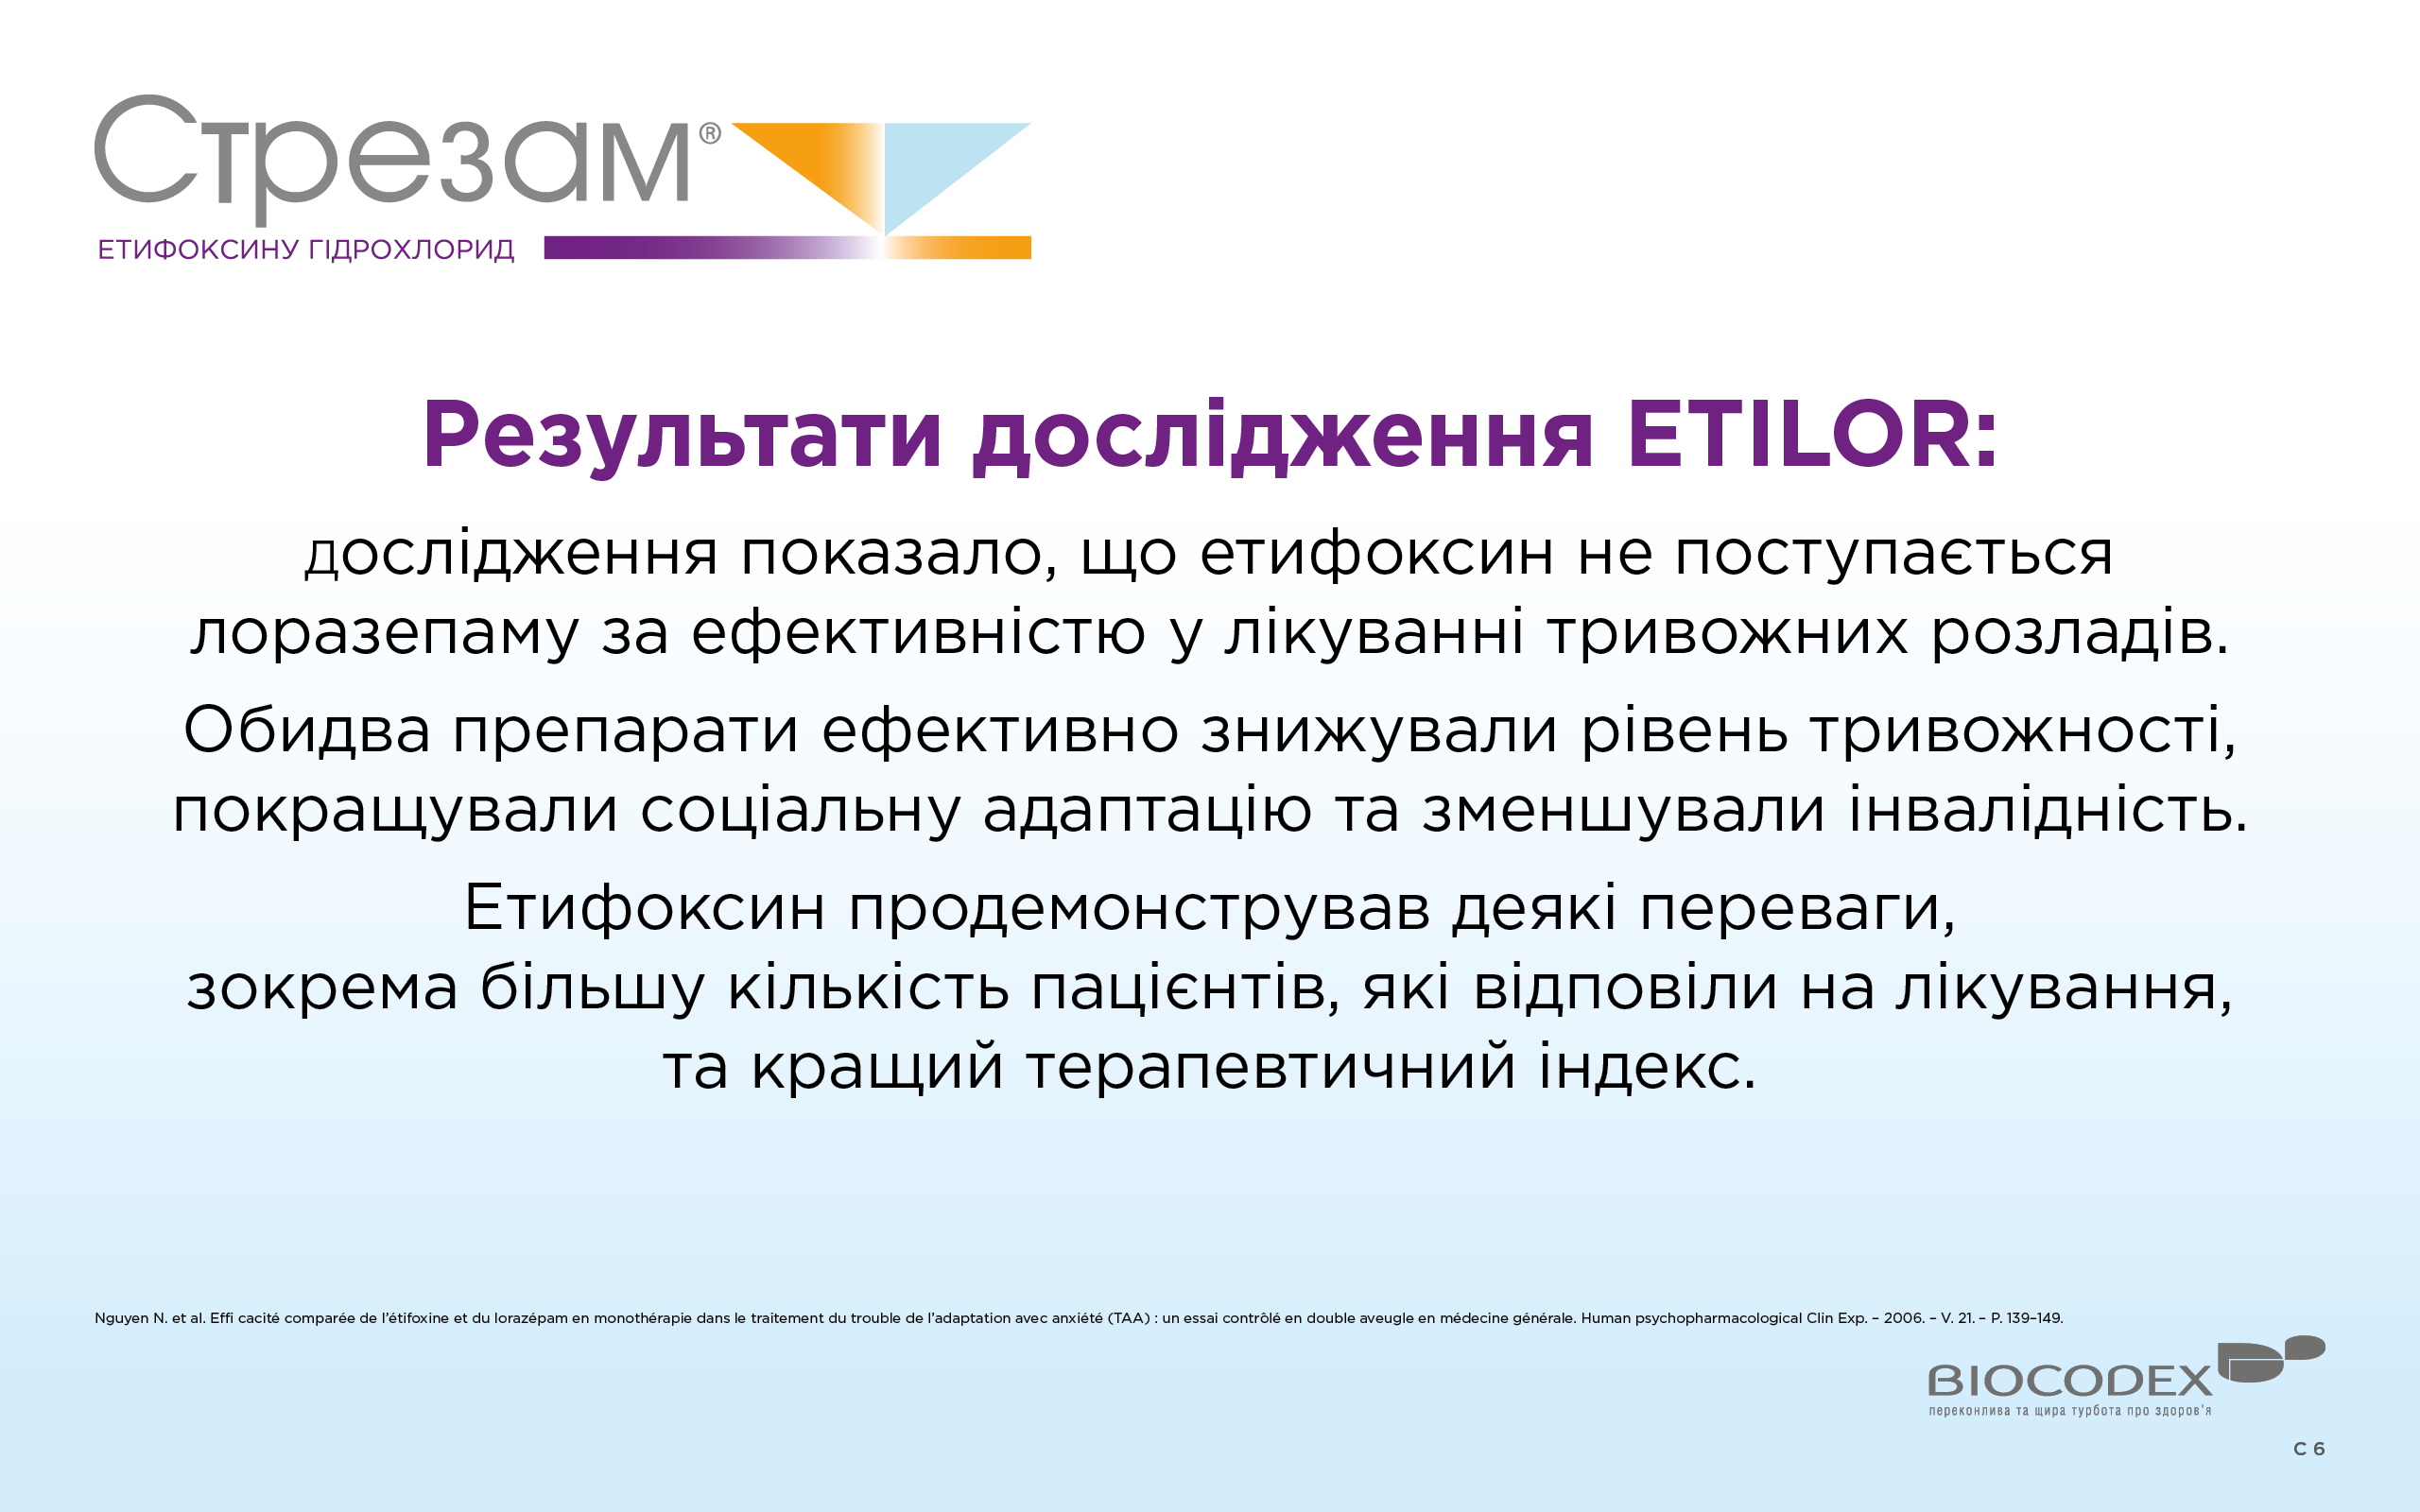 Стрезам®
ЕТИФОКСИНУ ГІДРОХЛОРИД
Результати дослідження ETILOR:
дослідження показало, що етифоксин не поступається
лоразепаму за ефективністю у лікуванні тривожних розладів.
Обидва препарати ефективно знижували рівень тривожності,
покращували соціальну адаптацію та зменшували інвалідність.
Етифоксин продемонстрував деякі переваги,
зокрема більшу кількість пацієнтів, які відповіли на лікування,
та кращий терапевтичний індекс.
Nguyen N. et al. Effi cacité comparée de l’étifoxine et du lorazépam en monothérapie dans le traitement du trouble de l’adaptation avec anxiété (TAA) : un essai contrôlé en double aveugle en médecine générale. Human psychopharmacological Clin Exp. – 2006. – V. 21. – P. 139–149.
BIOCODEX
переконлива та щира турбота про здоров’я
С 6